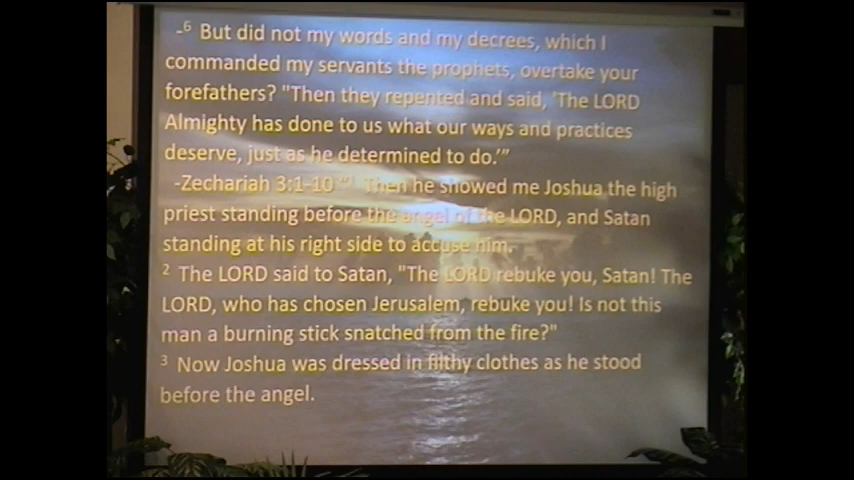 -6 But did not my words and my decrees, which I
commanded my servants the prophets, overtake your
forefathers? "Then they repented and said, 'The LORD
Almighty has done to us what our ways and practices
deserve, just as he determined to do.'"
-Zechariah 3:1-10 "1 Then he showed me Joshua the high
priest standing before the angel of the LORD, and Satan
standing at his right side to accuse him.
2 The LORD said to Satan, "The LORD rebuke you, Satan! The
LORD, who has chosen Jerusalem, rebuke you! Is not this
man a burning stick snatched from the fire?"
3 Now Joshua was dressed in filthy clothes as he stood
before the angel.